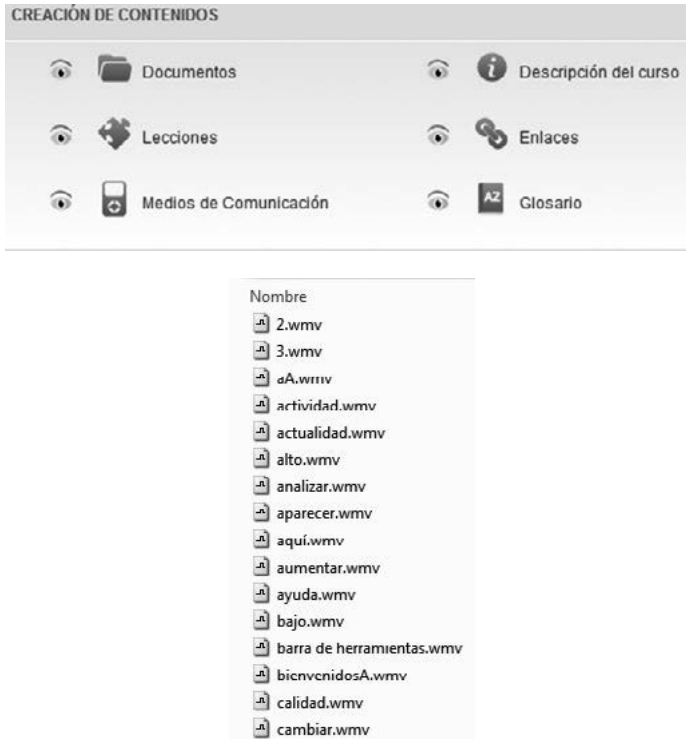 CREACIÓN DE CONTENIDOS
Documentos
Descripción del curso
Lecciones
Enlaces
Medios de Comunicación
AZ
Glosario
Nombre
2.wmv
3.wmv
aA.wmv
actividad.wmv
actualidad.wmv
alto.wmv
analizar.wmv
aparecer.wmv
aquí.wmv
aumentar.wmv
ayuda.wmv
bajo.wmv
barra de herramientas.wmv
bienvenidosA.wmv
calidad.wmv
cambiar.wmv